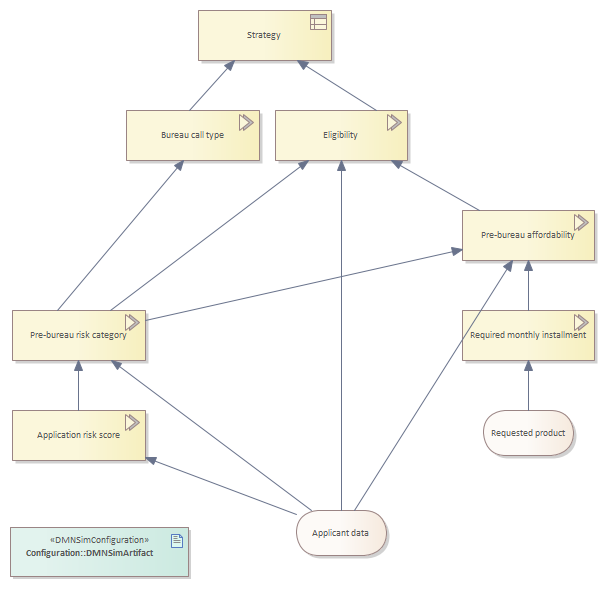 Strategy
Bureau call type
Eligibility
Pre-bureau affordability
Pre-bureau risk category
Required monthly installment
Application risk score
Requested product
Applicant data
«DMNSimConfiguration»
Configuration::DMNSimArtifact